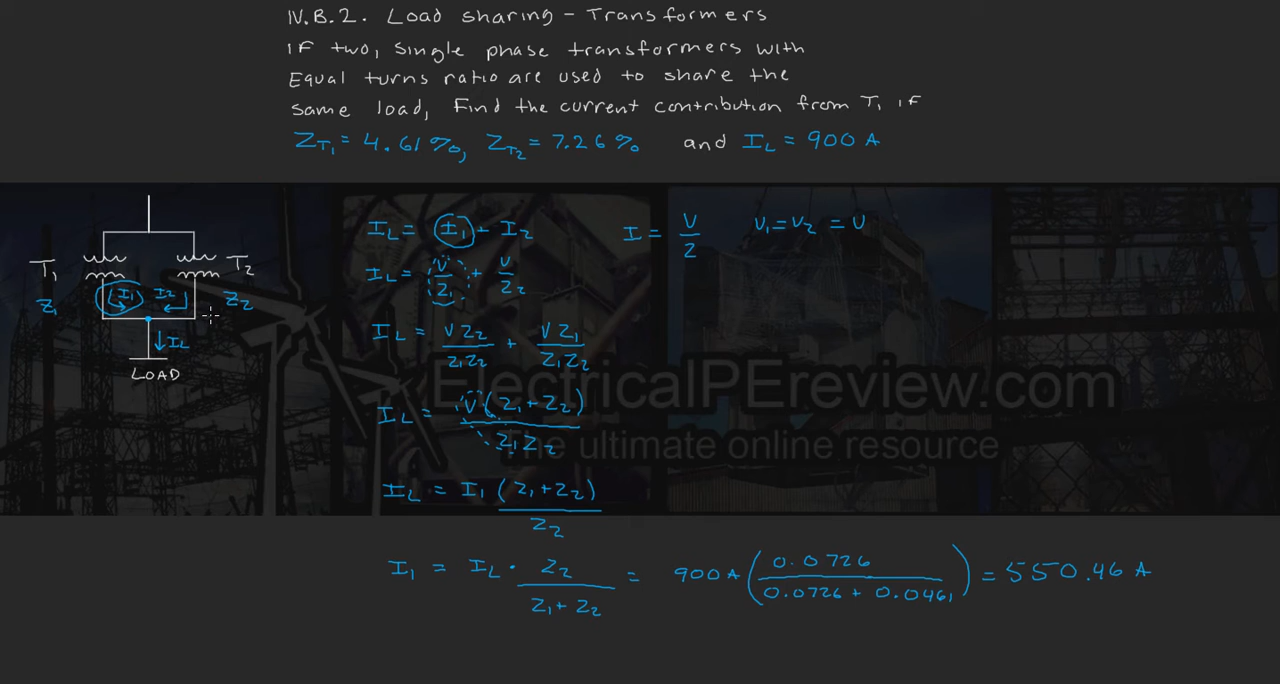 IV.B.2. Load sharing - Transformers
IF two, single phase transformers with
Equal turns ratio are used to share the
same load, Find the current contribution from T1 IF
ZT1 = 4.61%, ZT2 = 7.26% and IL = 900 A
IL = I1 + I2
I = V/2
V1 = V2 = V
T1
T2
Z1
I1
I2
Z2
IL
LOAD
IL = V/Z1 + V/Z2
IL = VZ2/Z1Z2 + VZ1/Z1Z2
ElectricalPEreview.com
IL = V(Z1+Z2)/Z1Z2
The ultimate online resource
IL = I1 (Z1+Z2)/Z2
I1 = IL · Z2/Z1+Z2 = 900A (0.0726/0.0726 + 0.0461) = 550.46 A